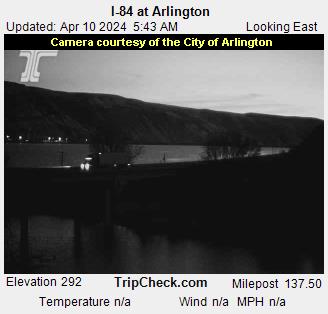 I-84 at Arlington
Updated: Apr 10 2024 5:43 AM Looking East
Camera courtesy of the City of Arlington
Elevation 292 TripCheck.com Milepost 137.50
Temperature n/a Wind n/a MPH n/a